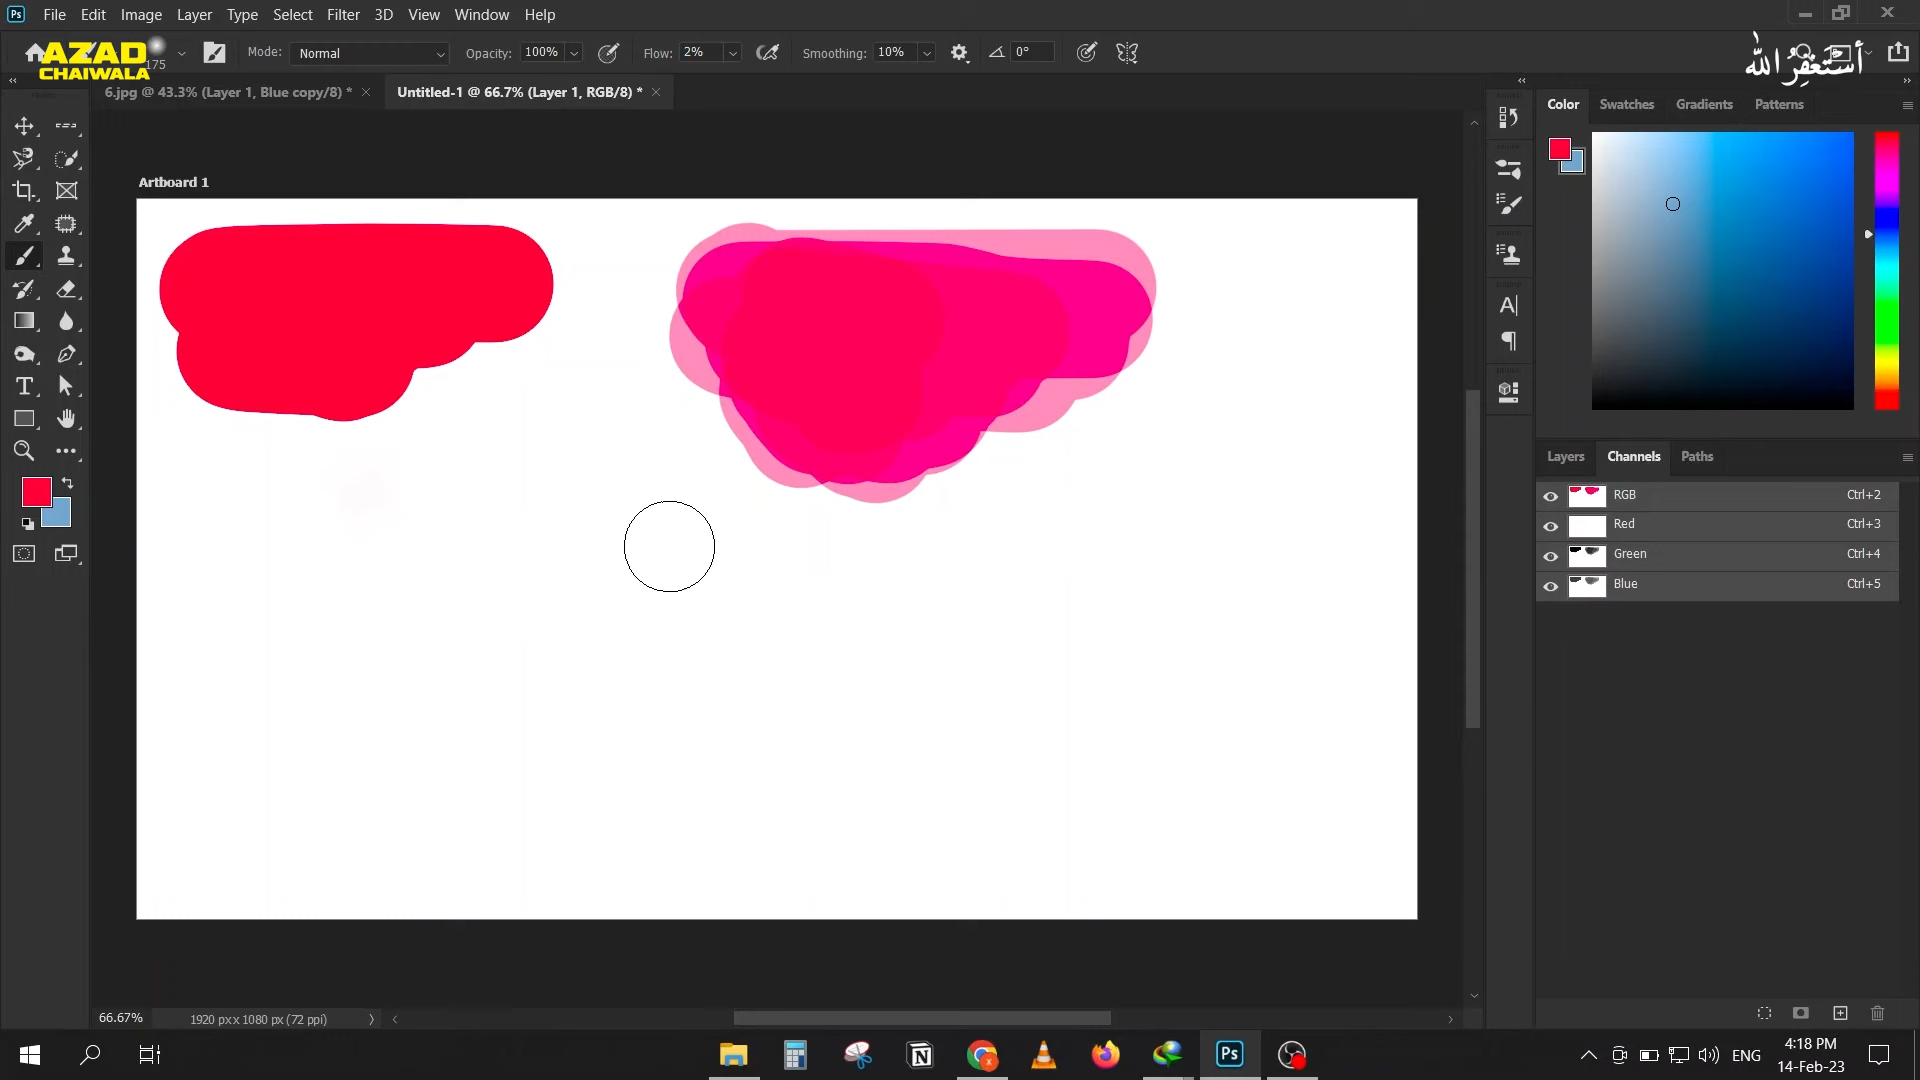 Ps File Edit Image Layer Type Select Filter 3D View Window Help
AZAD
CHAIWALA
175
Mode: Normal Opacity: 100% Flow: 2% Smoothing: 10% 0°
أستغفر الله
6.jpg @ 43.3% (Layer 1, Blue copy/8) *
Untitled-1 @ 66.7% (Layer 1, RGB/8) *
Color Swatches Gradients Patterns
Artboard 1
Layers Channels Paths
RGB Ctrl+2
Red Ctrl+3
Green Ctrl+4
Blue Ctrl+5
66.67% 1920 px x 1080 px (72 ppi)
Ps ENG
4:18 PM
14-Feb-23